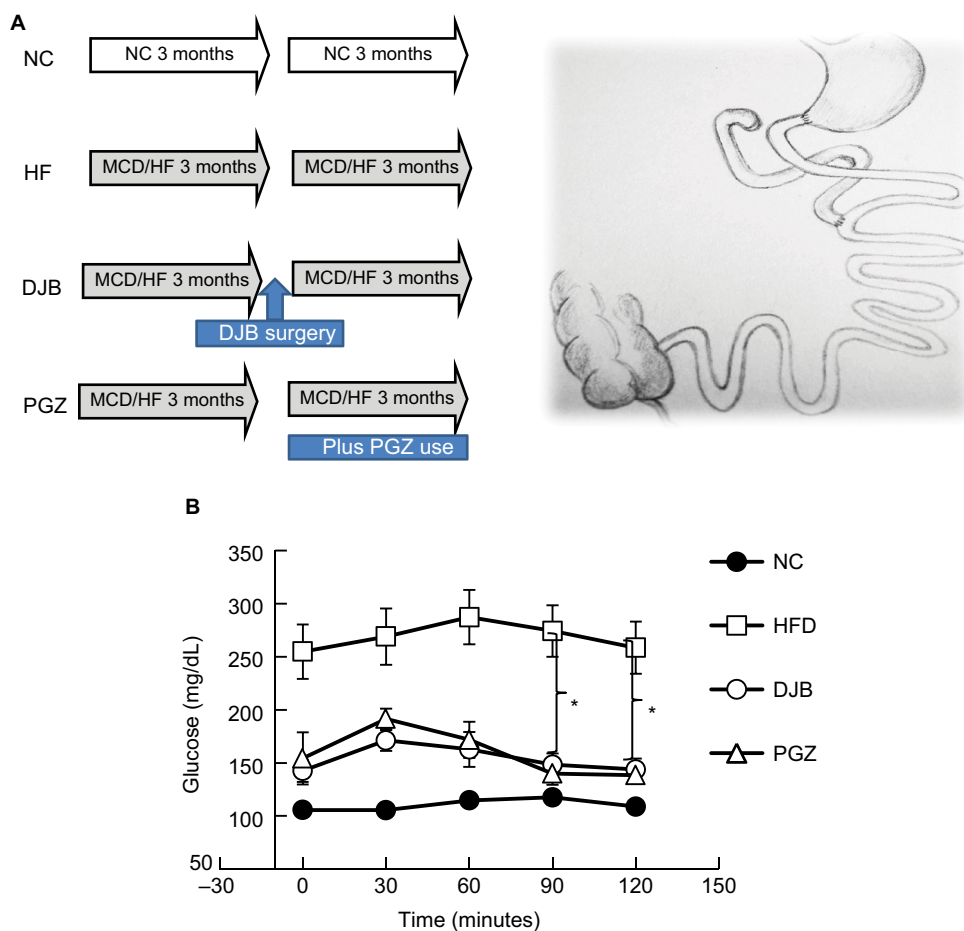 A
NC
NC 3 months
NC 3 months
HF
MCD/HF 3 months
MCD/HF 3 months
DJB
MCD/HF 3 months
MCD/HF 3 months
DJB surgery
PGZ
MCD/HF 3 months
MCD/HF 3 months
Plus PGZ use
B
350
300
250
200
150
100
50
Glucose (mg/dL)
*
*
–30
0
30
60
90
120
150
Time (minutes)
NC
HFD
DJB
PGZ